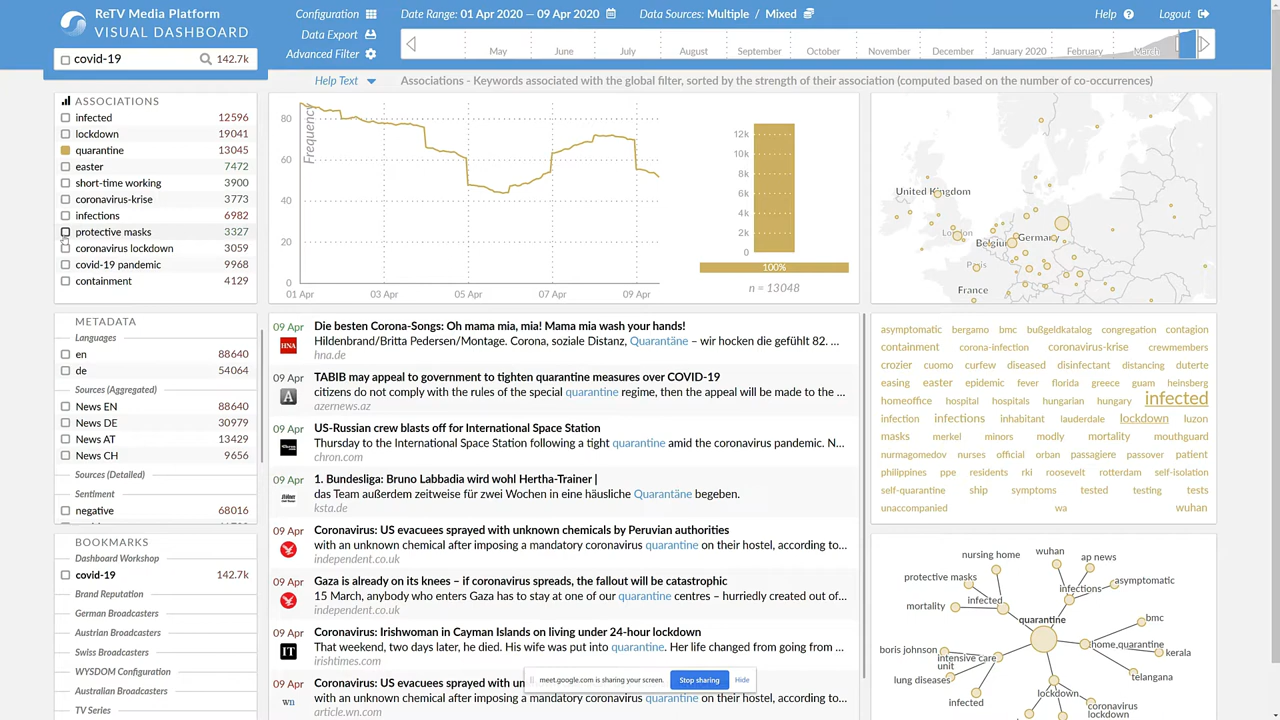 ReTV Media Platform
VISUAL DASHBOARD
Configuration
Data Export
Advanced Filter
Date Range: 01 Apr 2020 — 09 Apr 2020
Data Sources: Multiple / Mixed
Help
Logout
covid-19 142.7k
May June July August September October November December January 2020 February March
Help Text
Associations - Keywords associated with the global filter, sorted by the strength of their association (computed based on the number of co-occurrences)
ASSOCIATIONS
infected 12596
lockdown 19041
quarantine 13045
easter 7472
short-time working 3900
coronavirus-krise 3773
infections 6982
protective masks 3327
coronavirus lockdown 3059
covid-19 pandemic 9968
containment 4129
METADATA
Languages
en 88640
de 54064
Sources (Aggregated)
News EN 88640
News DE 30979
News AT 13429
News CH 9656
Sources (Detailed)
Sentiment
negative 68016
BOOKMARKS
Dashboard Workshop
covid-19 142.7k
Brand Reputation
German Broadcasters
Austrian Broadcasters
Swiss Broadcasters
WYSDOM Configuration
Australian Broadcasters
TV Series
Frequency
80
60
40
20
0
01 Apr 03 Apr 05 Apr 07 Apr 09 Apr
12k
10k
8k
6k
4k
2k
0
100%
n = 13048
United Kingdom
London
Belgium
Germany
Paris
France
09 Apr Die besten Corona-Songs: Oh mama mia, mia! Mama mia wash your hands!
HNA Hildenbrand/Britta Pedersen/Montage. Corona, soziale Distanz, Quarantäne – wir hocken die gefühlt 82. ...
hna.de
09 Apr TABIB may appeal to government to tighten quarantine measures over COVID-19
A citizens do not comply with the rules of the special quarantine regime, then the appeal will be made to the ...
azernews.az
09 Apr US-Russian crew blasts off for International Space Station
Thursday to the International Space Station following a tight quarantine amid the coronavirus pandemic. N...
chron.com
09 Apr 1. Bundesliga: Bruno Labbadia wird wohl Hertha-Trainer |
das Team außerdem zeitweise für zwei Wochen in eine häusliche Quarantäne begeben.
ksta.de
09 Apr Coronavirus: US evacuees sprayed with unknown chemicals by Peruvian authorities
with an unknown chemical after imposing a mandatory coronavirus quarantine on their hostel, according to...
independent.co.uk
09 Apr Gaza is already on its knees – if coronavirus spreads, the fallout will be catastrophic
15 March, anybody who enters Gaza has to stay at one of our quarantine centres – hurriedly created out of...
independent.co.uk
09 Apr Coronavirus: Irishwoman in Cayman Islands on living under 24-hour lockdown
IT That weekend, two days later, he died. His wife was put into quarantine. Her life changed from going from ...
irishtimes.com
09 Apr Coronavirus: US evacuees sprayed with un
wn with an unknown chemical after imposing a mandatory coronavirus quarantine on their hostel, according to...
article.wn.com
meet.google.com is sharing your screen. Stop sharing Hide
asymptomatic bergamo bmc bußgeldkatalog congregation contagion
containment corona-infection coronavirus-krise crewmembers
crozier cuomo curfew diseased disinfectant distancing duterte
easing easter epidemic fever florida greece guam heinsberg
homeoffice hospital hospitals hungarian hungary infected
infection infections inhabitant lauderdale lockdown luzon
masks merkel minors modly mortality mouthguard
nurmagomedov nurses official orban passagiere passover patient
philippines ppe residents rki roosevelt rotterdam self-isolation
self-quarantine ship symptoms tested testing tests
unaccompanied wa wuhan
nursing home
wuhan
ap news
protective masks
infected
infections
asymptomatic
mortality
quarantine
bmc
boris johnson
home quarantine
kerala
intensive care unit
lung diseases
telangana
infected
lockdown
coronavirus lockdown